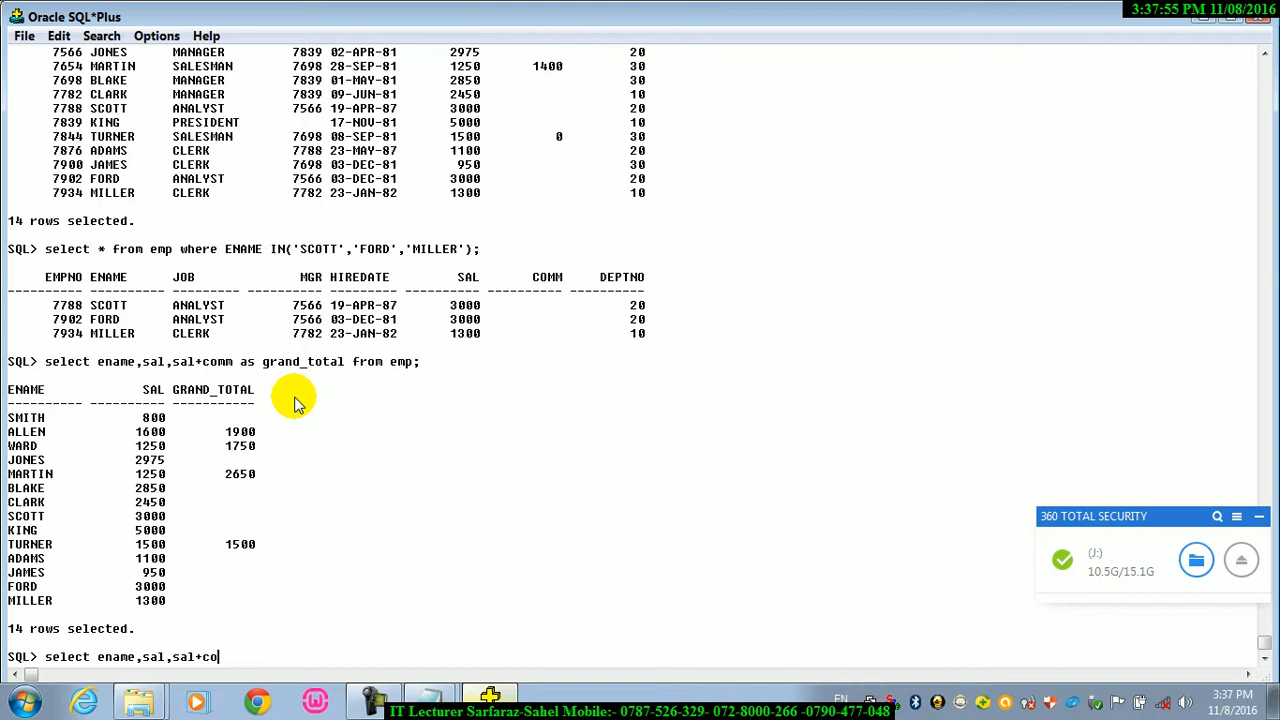 3:37:55 PM 11/08/2016
Oracle SQL*Plus
File Edit Search Options Help
7566 JONES MANAGER 7839 02-APR-81 2975 20
7654 MARTIN SALESMAN 7698 28-SEP-81 1250 1400 30
7698 BLAKE MANAGER 7839 01-MAY-81 2850 30
7782 CLARK MANAGER 7839 09-JUN-81 2450 10
7788 SCOTT ANALYST 7566 19-APR-87 3000 20
7839 KING PRESIDENT 17-NOV-81 5000 10
7844 TURNER SALESMAN 7698 08-SEP-81 1500 0 30
7876 ADAMS CLERK 7788 23-MAY-87 1100 20
7900 JAMES CLERK 7698 03-DEC-81 950 30
7902 FORD ANALYST 7566 03-DEC-81 3000 20
7934 MILLER CLERK 7782 23-JAN-82 1300 10
14 rows selected.
SQL> select * from emp where ENAME IN('SCOTT','FORD','MILLER');
EMPNO ENAME JOB MGR HIREDATE SAL COMM DEPTNO
---------- ---------- --------- ---------- --------- ---------- ---------- ----------
7788 SCOTT ANALYST 7566 19-APR-87 3000 20
7902 FORD ANALYST 7566 03-DEC-81 3000 20
7934 MILLER CLERK 7782 23-JAN-82 1300 10
SQL> select ename,sal,sal+comm as grand_total from emp;
ENAME SAL GRAND_TOTAL
---------- ---------- -----------
SMITH 800
ALLEN 1600 1900
WARD 1250 1750
JONES 2975
MARTIN 1250 2650
BLAKE 2850
CLARK 2450
SCOTT 3000
KING 5000
TURNER 1500 1500
ADAMS 1100
JAMES 950
FORD 3000
MILLER 1300
14 rows selected.
SQL> select ename,sal,sal+co
360 TOTAL SECURITY
(J:)
10.5G/15.1G
EN
3:37 PM
11/8/2016
IT Lecturer Sarfaraz-Sahel Mobile:- 0787-526-329- 072-8000-266 -0790-477-048